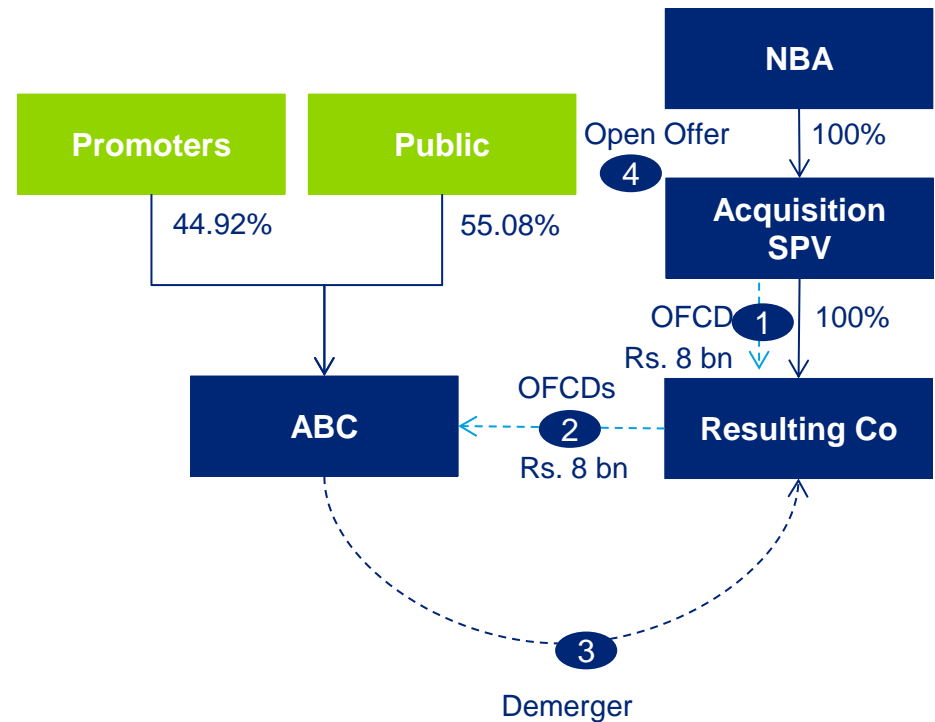 NBA
Promoters
Public
Open Offer
4
100%
44.92%
55.08%
Acquisition
SPV
OFCD
1
100%
Rs. 8 bn
OFCDs
ABC
2
Resulting Co
Rs. 8 bn
3
Demerger